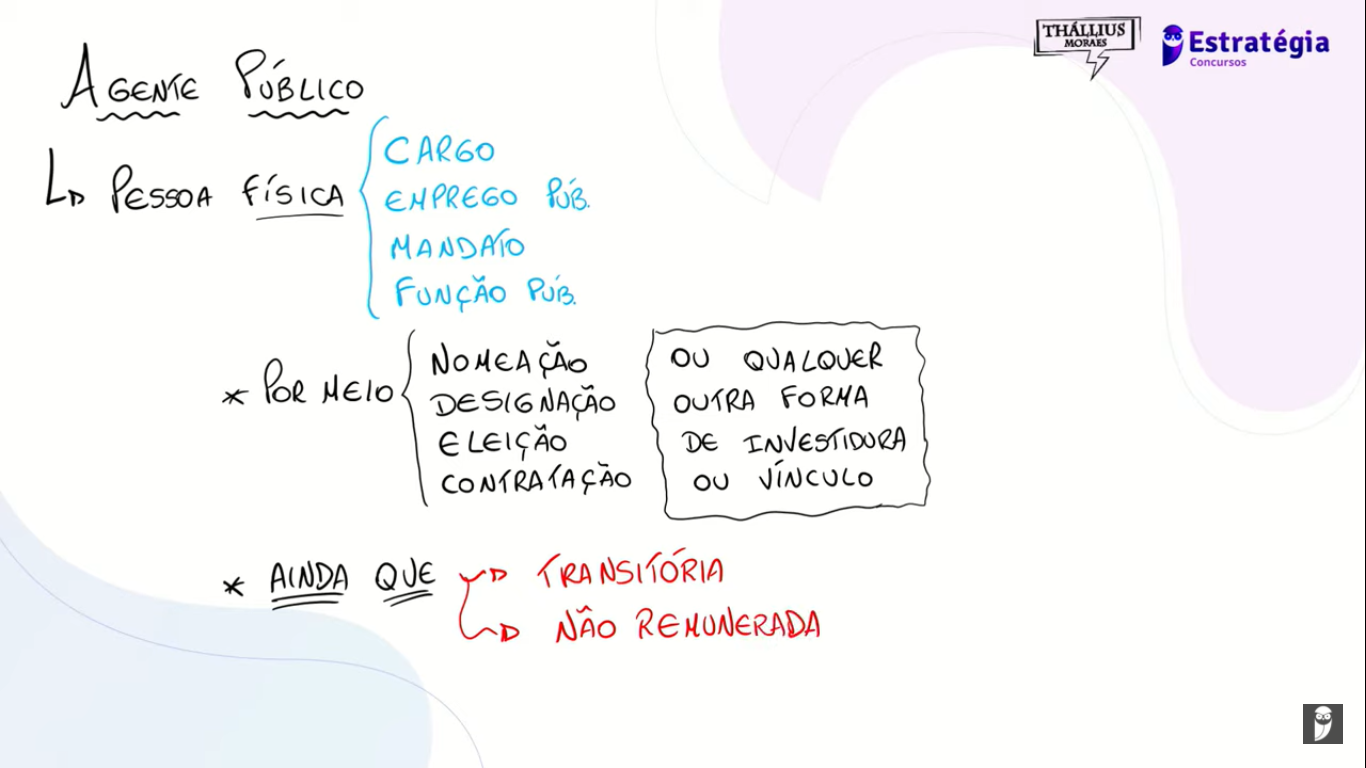 THÁLLIUS
MORAES
Estratégia
Concursos
AGENTE PÚBLICO
PESSOA FÍSICA
CARGO
EMPREGO PÚB.
MANDATO
FUNÇÃO PÚB.
* POR MEIO
NOMEAÇÃO
DESIGNAÇÃO
ELEIÇÃO
CONTRATAÇÃO
OU QUALQUER
OUTRA FORMA
DE INVESTIDURA
OU VÍNCULO
* AINDA QUE
TRANSITÓRIA
NÃO REMUNERADA